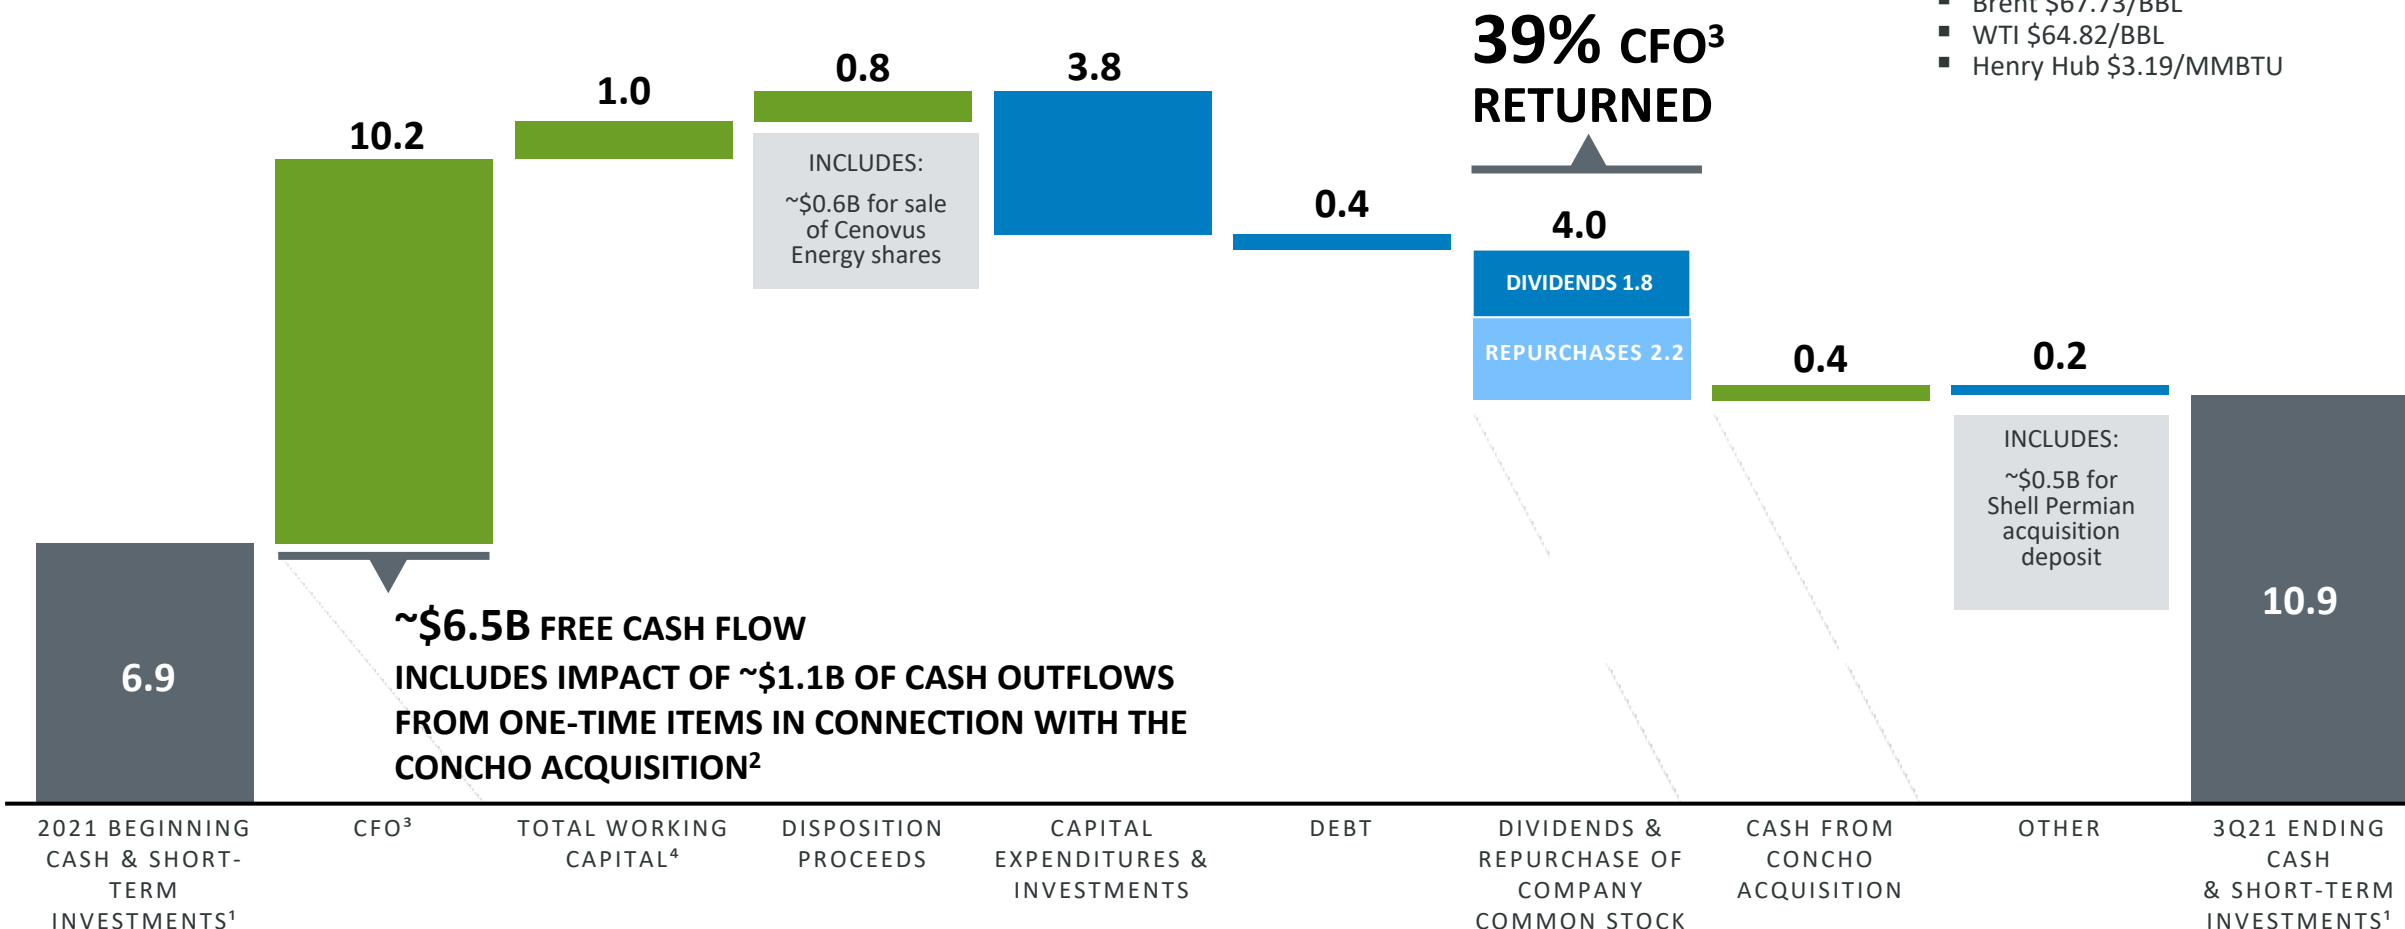 Brent $67.73/BBL
WTI $64.82/BBL
Henry Hub $3.19/MMBTU
39% CFO³
RETURNED
10.2
1.0
0.8
3.8
0.4
4.0
0.4
0.2
INCLUDES:
~$0.6B for sale
of Cenovus
Energy shares
DIVIDENDS 1.8
REPURCHASES 2.2
INCLUDES:
~$0.5B for
Shell Permian
acquisition
deposit
6.9
~$6.5B FREE CASH FLOW
INCLUDES IMPACT OF ~$1.1B OF CASH OUTFLOWS
FROM ONE-TIME ITEMS IN CONNECTION WITH THE
CONCHO ACQUISITION²
10.9
2021 BEGINNING
CASH & SHORT-
TERM
INVESTMENTS¹
CFO³
TOTAL WORKING
CAPITAL⁴
DISPOSITION
PROCEEDS
CAPITAL
EXPENDITURES &
INVESTMENTS
DEBT
DIVIDENDS &
REPURCHASE OF
COMPANY
COMMON STOCK
CASH FROM
CONCHO
ACQUISITION
OTHER
3Q21 ENDING
CASH
& SHORT-TERM
INVESTMENTS¹